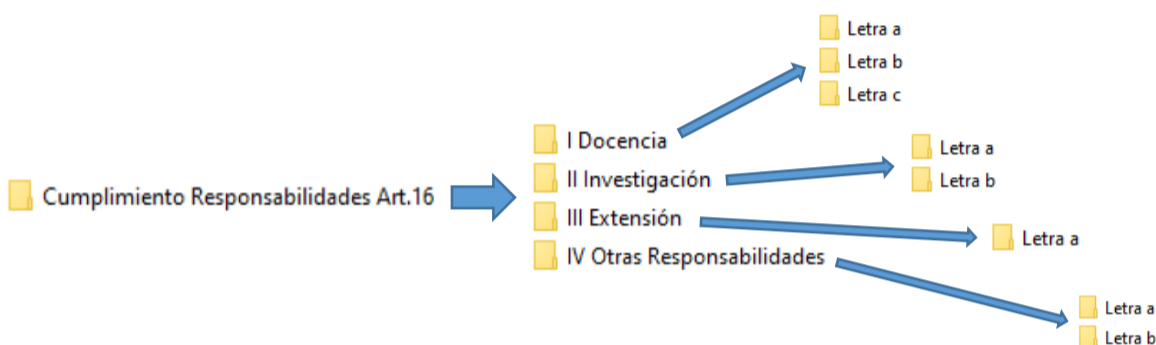 Cumplimiento Responsabilidades Art.16
I Docencia
II Investigación
III Extensión
IV Otras Responsabilidades
Letra a
Letra b
Letra c
Letra a
Letra b
Letra a
Letra a
Letra b